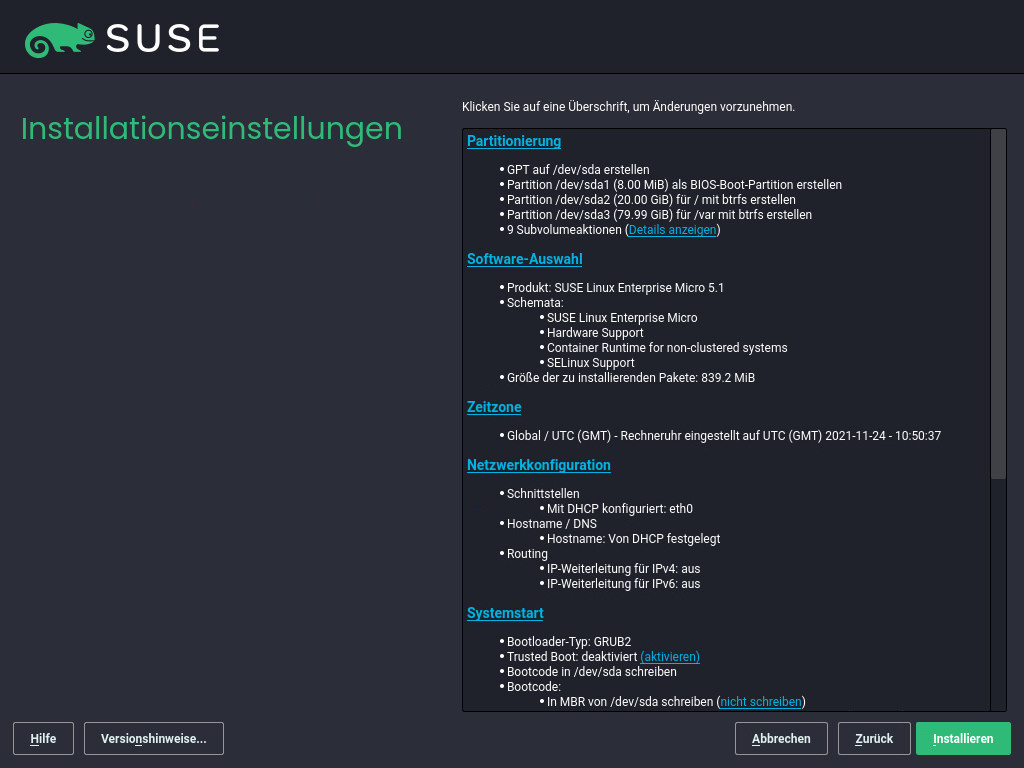 SUSE
Installationseinstellungen
Klicken Sie auf eine Überschrift, um Änderungen vorzunehmen.
Partitionierung
• GPT auf /dev/sda erstellen
• Partition /dev/sda1 (8.00 MiB) als BIOS-Boot-Partition erstellen
• Partition /dev/sda2 (20.00 GiB) für / mit btrfs erstellen
• Partition /dev/sda3 (79.99 GiB) für /var mit btrfs erstellen
• 9 Subvolumeaktionen (Details anzeigen)
Software-Auswahl
• Produkt: SUSE Linux Enterprise Micro 5.1
• Schemata:
• SUSE Linux Enterprise Micro
• Hardware Support
• Container Runtime for non-clustered systems
• SELinux Support
• Größe der zu installierenden Pakete: 839.2 MiB
Zeitzone
• Global / UTC (GMT) - Rechneruhr eingestellt auf UTC (GMT) 2021-11-24 - 10:50:37
Netzwerkkonfiguration
• Schnittstellen
• Mit DHCP konfiguriert: eth0
• Hostname / DNS
• Hostname: Von DHCP festgelegt
• Routing
• IP-Weiterleitung für IPv4: aus
• IP-Weiterleitung für IPv6: aus
Systemstart
• Bootloader-Typ: GRUB2
• Trusted Boot: deaktiviert (aktivieren)
• Bootcode in /dev/sda schreiben
• Bootcode:
• In MBR von /dev/sda schreiben (nicht schreiben)
Hilfe
Versionshinweise...
Abbrechen
Zurück
Installieren